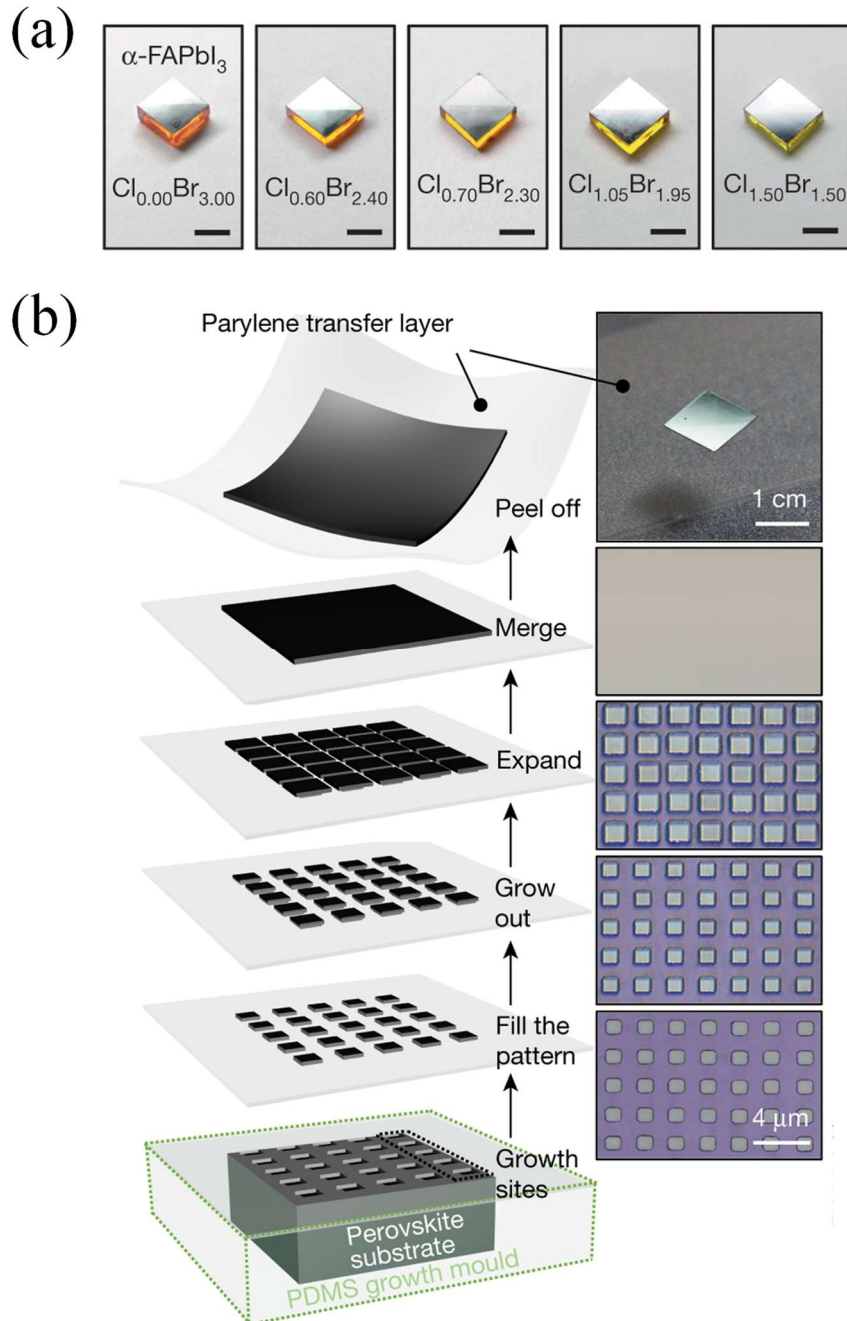 (a)
α-FAPbI₃
Cl₀.₀₀Br₃.₀₀
Cl₀.₆₀Br₂.₄₀
Cl₀.₇₀Br₂.₃₀
Cl₁.₀₅Br₁.₉₅
Cl₁.₅₀Br₁.₅₀
(b)
Parylene transfer layer
1 cm
Peel off
Merge
Expand
Grow
out
Fill the
pattern
4 μm
Growth
sites
Perovskite
substrate
PDMS growth mould